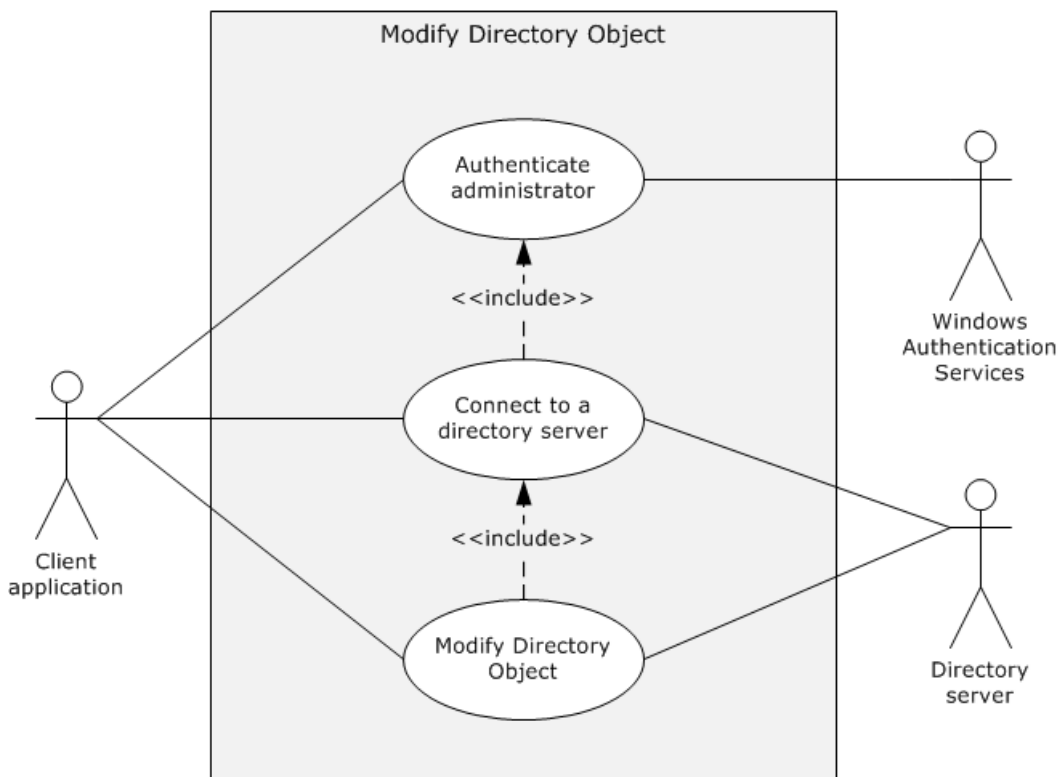 Modify Directory Object
Authenticate
administrator
<<include>>
Windows
Authentication
Services
Connect to a
directory server
<<include>>
Client
application
Modify Directory
Object
Directory
server